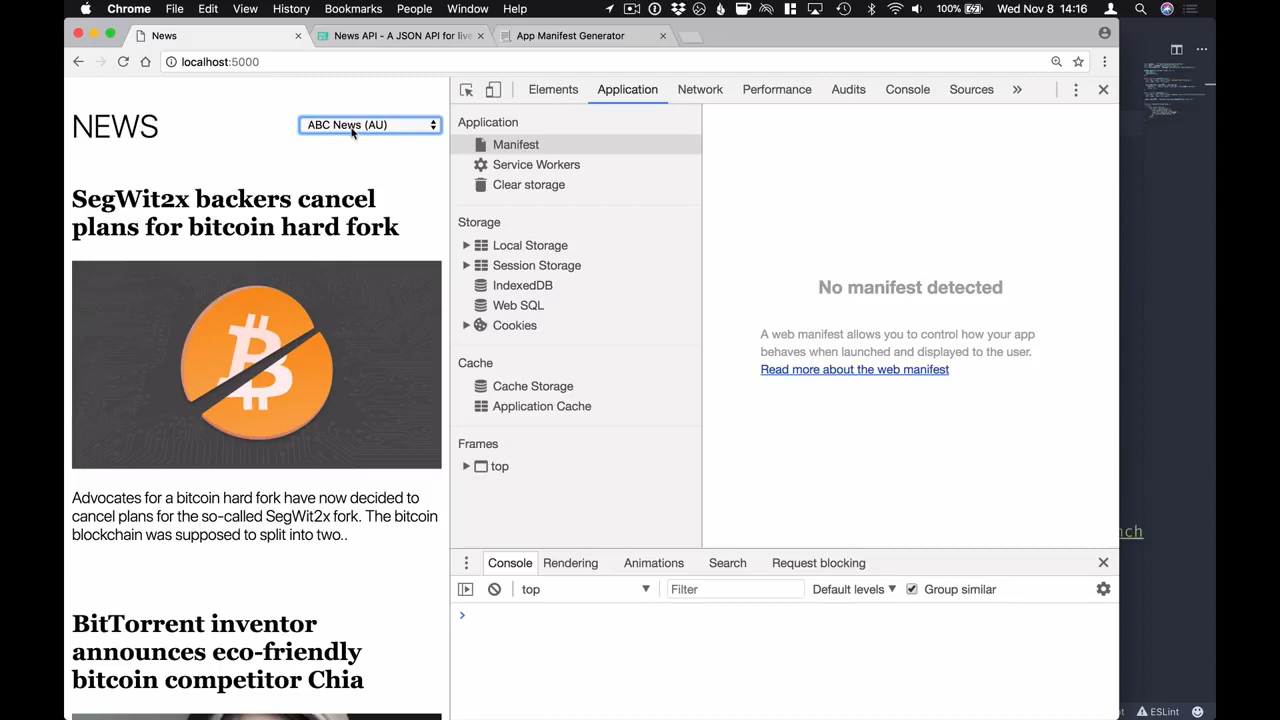 Chrome File Edit View History Bookmarks People Window Help 100% Wed Nov 8 14:16
News News API - A JSON API for live App Manifest Generator
localhost:5000
Elements Application Network Performance Audits Console Sources »
NEWS
ABC News (AU)
SegWit2x backers cancel
plans for bitcoin hard fork
Advocates for a bitcoin hard fork have now decided to
cancel plans for the so-called SegWit2x fork. The bitcoin
blockchain was supposed to split into two..
BitTorrent inventor
announces eco-friendly
bitcoin competitor Chia
Application
Manifest
Service Workers
Clear storage
Storage
Local Storage
Session Storage
IndexedDB
Web SQL
Cookies
Cache
Cache Storage
Application Cache
Frames
top
No manifest detected
A web manifest allows you to control how your app
behaves when launched and displayed to the user.
Read more about the web manifest
Console Rendering Animations Search Request blocking
top Filter Default levels Group similar
nch
ESLint